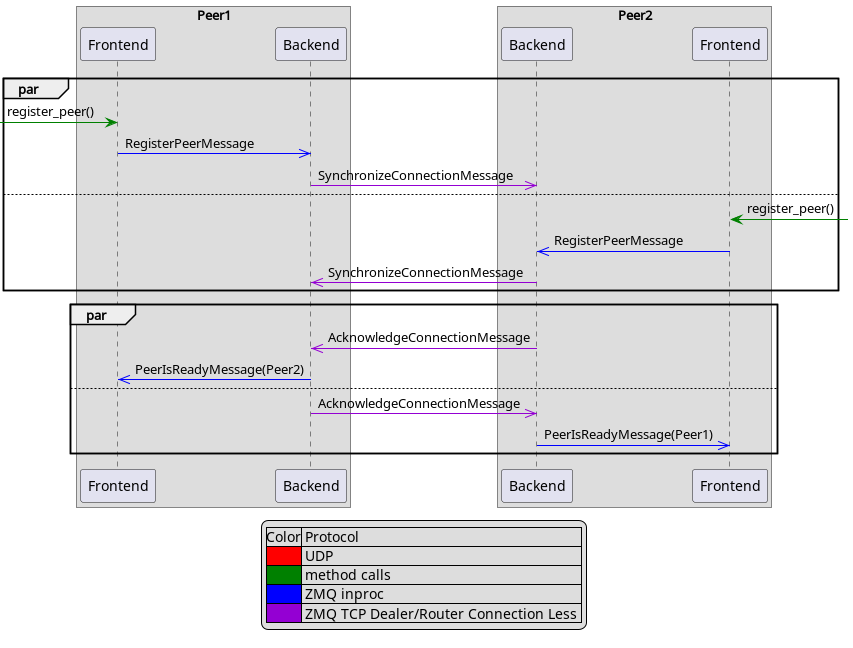 Peer1
Peer2
Frontend
Backend
Backend
Frontend
par
register_peer()
RegisterPeerMessage
SynchronizeConnectionMessage
register_peer()
RegisterPeerMessage
SynchronizeConnectionMessage
par
AcknowledgeConnectionMessage
PeerIsReadyMessage(Peer2)
AcknowledgeConnectionMessage
PeerIsReadyMessage(Peer1)
Frontend
Backend
Backend
Frontend
Color Protocol
UDP
method calls
ZMQ inproc
ZMQ TCP Dealer/Router Connection Less